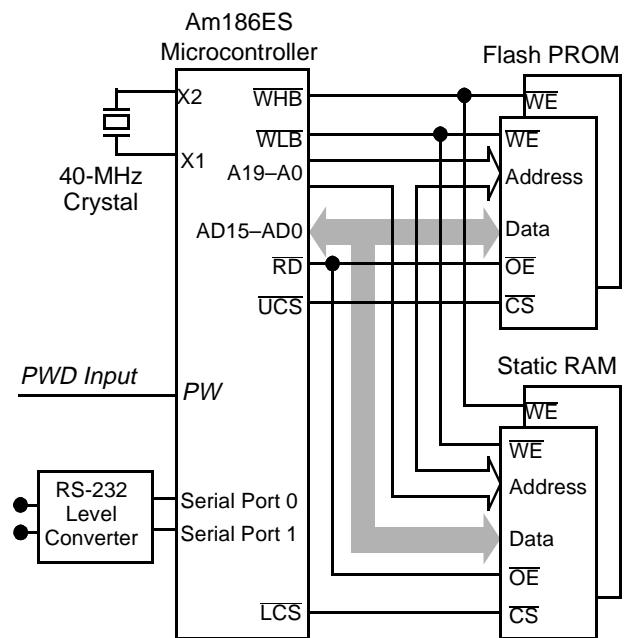 Am186ES
Microcontroller
Flash PROM
X2
WHB
WE
WLB
WE
X1
A19–A0
Address
40-MHz
Crystal
AD15–AD0
Data
RD
OE
UCS
CS
PWD Input
PW
Static RAM
WE
WE
RS-232
Level
Converter
Serial Port 0
Serial Port 1
Address
Data
OE
LCS
CS